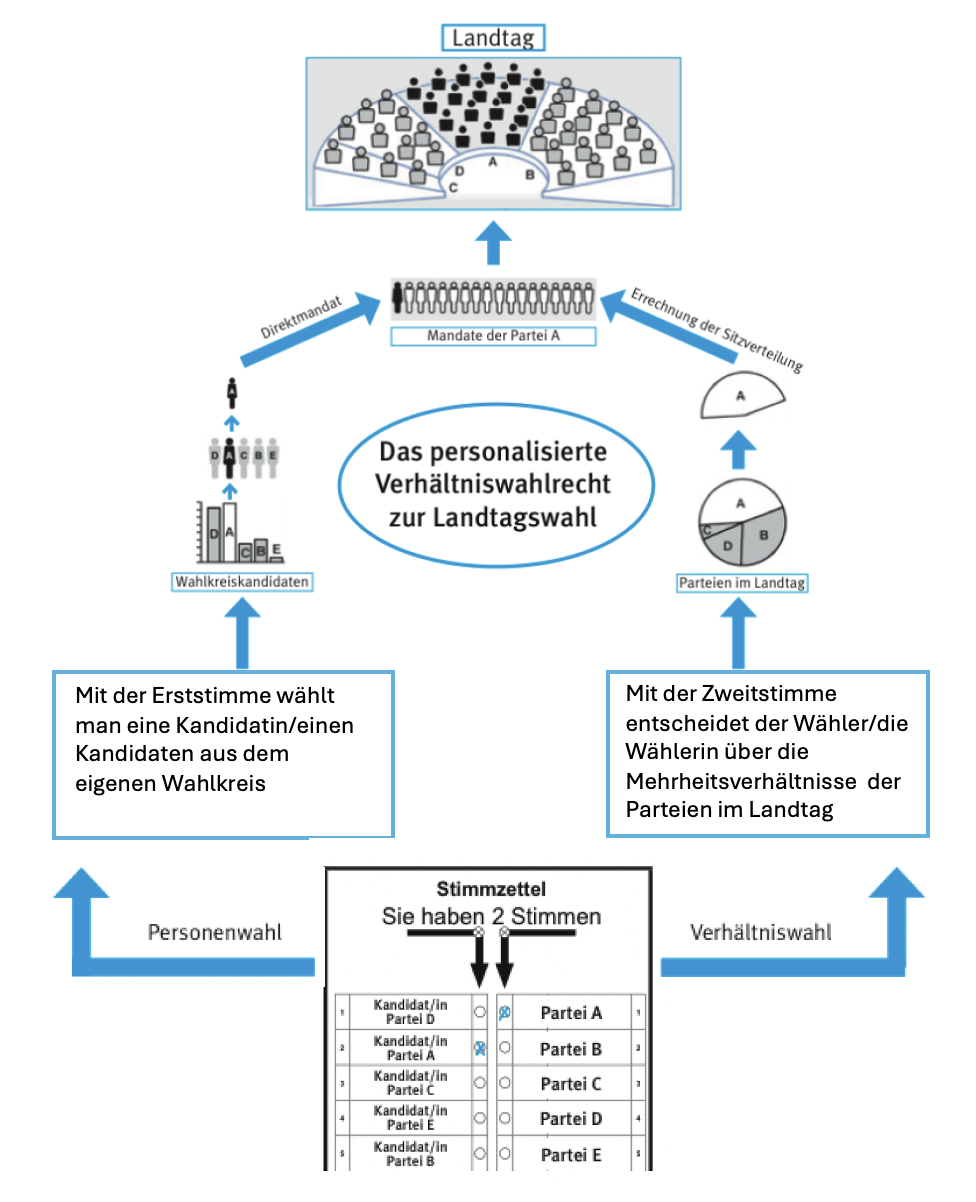 Landtag
D
A
B
C
Direktmandat
Errechnung der Sitzverteilung
Mandate der Partei A
A
A
D
A
C
B
E
D
A
C
B
E
Wahlkreiskandidaten
Das personalisierte
Verhältniswahlrecht
zur Landtagswahl
A
C
D
B
Parteien im Landtag
Mit der Erststimme wählt
man eine Kandidatin/einen
Kandidaten aus dem
eigenen Wahlkreis
Mit der Zweitstimme
entscheidet der Wähler/die
Wählerin über die
Mehrheitsverhältnisse der
Parteien im Landtag
Personenwahl
Verhältniswahl
Stimmzettel
Sie haben 2 Stimmen
1
Kandidat/in
Partei D
Partei A
1
2
Kandidat/in
Partei A
Partei B
2
3
Kandidat/in
Partei C
Partei C
3
4
Kandidat/in
Partei E
Partei D
4
5
Kandidat/in
Partei B
Partei E
5